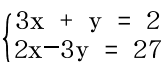 3x + y = 2
2x-3y = 27